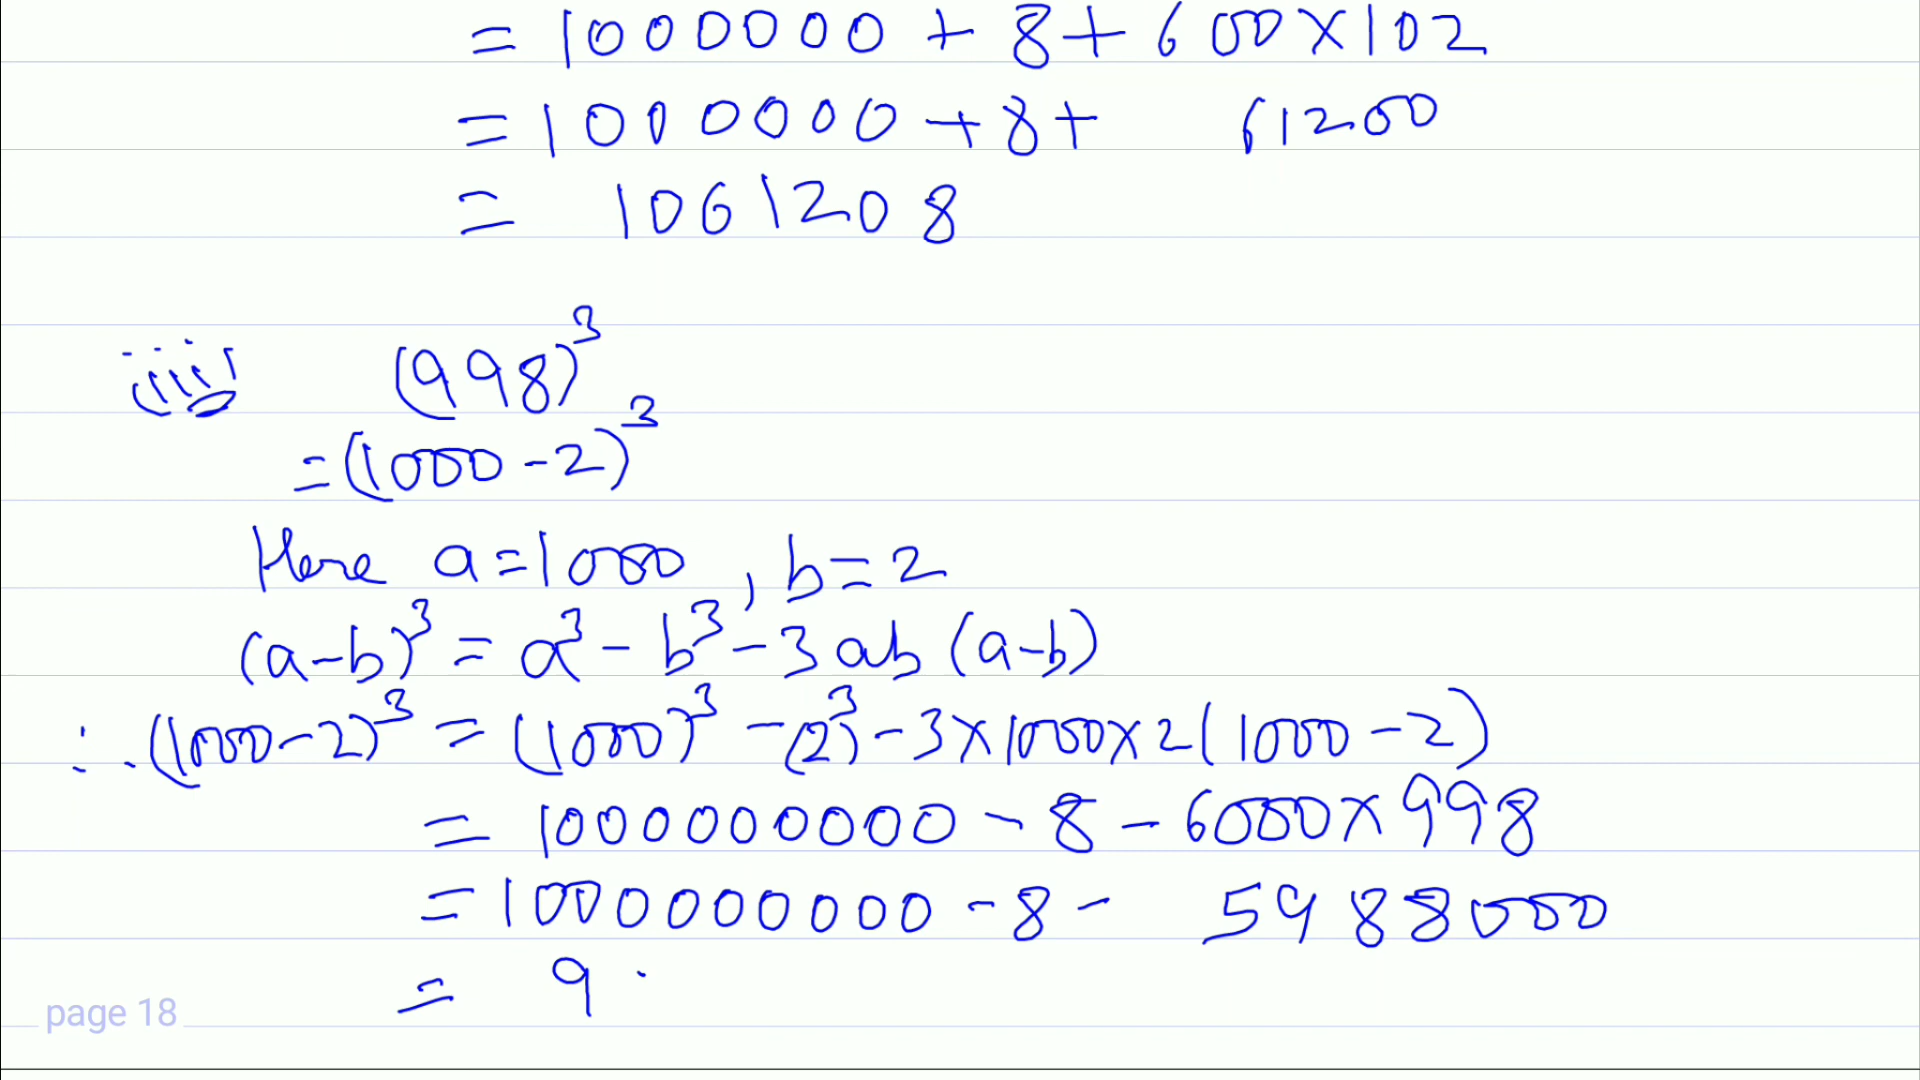 = 1000000 + 8 + 600 × 102
= 1000000 + 8 + 61200
= 1061208
(iii) (998)³
= (1000 - 2)³
Here a = 1000, b = 2
(a-b)³ = a³ - b³ - 3ab (a-b)
∴ (1000-2)³ = (1000)³ - (2)³ - 3×1000×2(1000-2)
= 1000000000 - 8 - 6000×998
= 1000000000 - 8 - 5988000
= 9
page 18